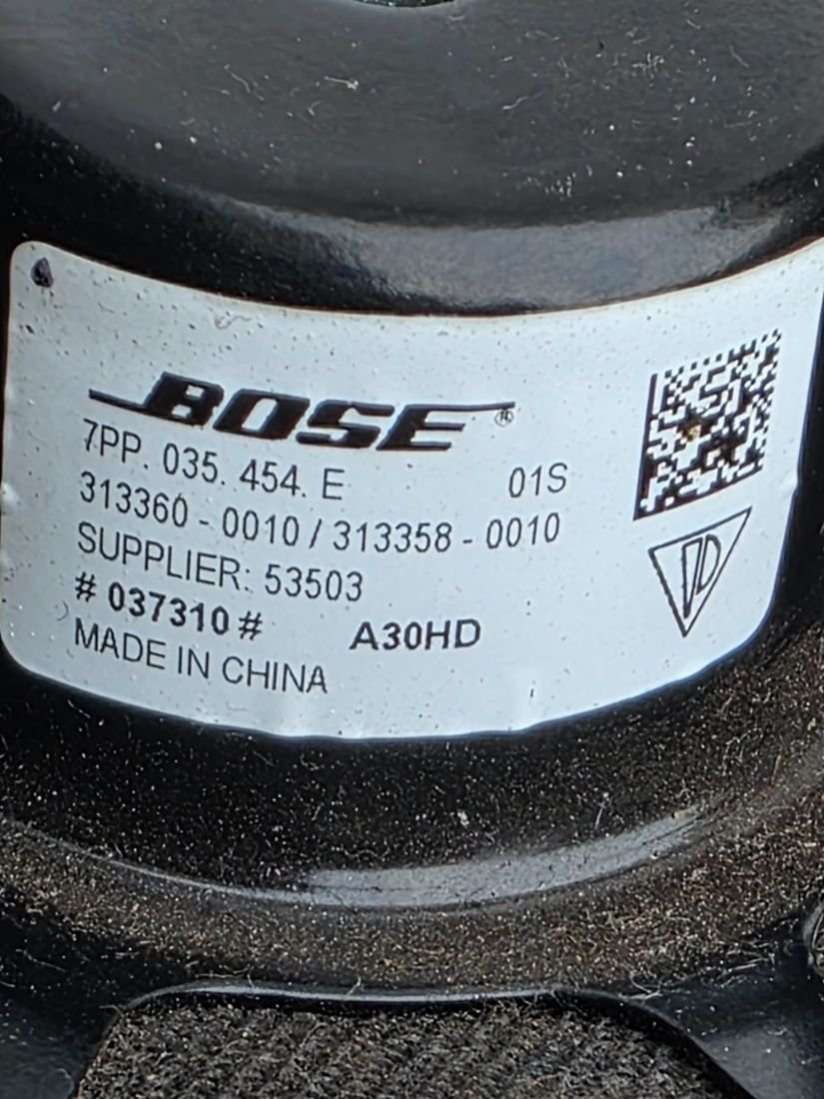 BOSE®
7PP. 035. 454. E 01S
313360 - 0010 / 313358 - 0010
SUPPLIER: 53503
# 037310 # A30HD
MADE IN CHINA